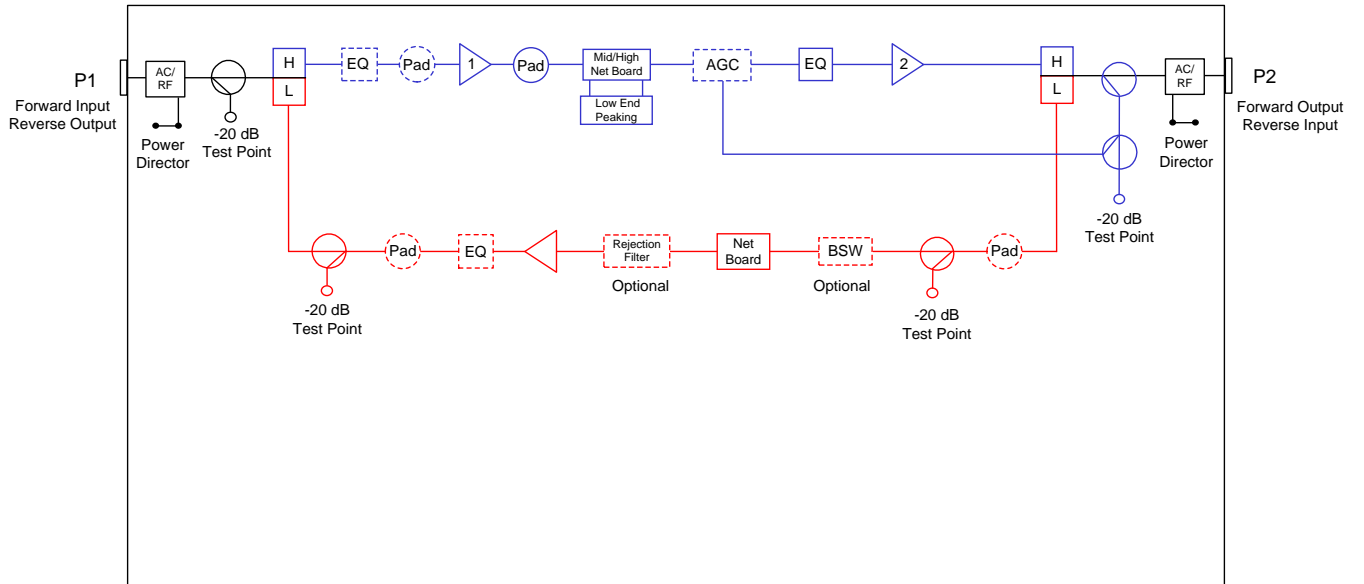 P1
Forward Input
Reverse Output
AC/
RF
Power
Director
-20 dB
Test Point
H
L
EQ
Pad
1
Pad
Mid/High
Net Board
Low End
Peaking
AGC
EQ
2
H
L
AC/
RF
P2
Forward Output
Reverse Input
Power
Director
-20 dB
Test Point
-20 dB
Test Point
Pad
EQ
Rejection
Filter
Optional
Net
Board
BSW
Optional
-20 dB
Test Point
Pad